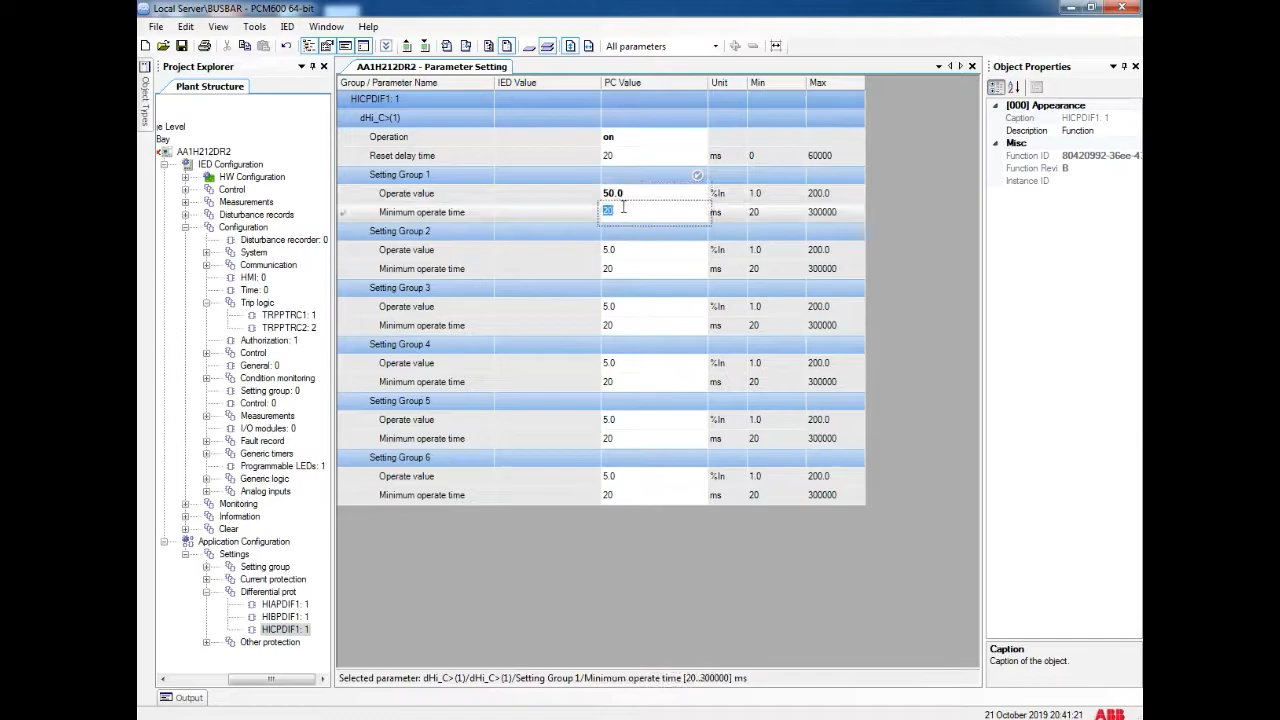 Local Server\BUSBAR - PCM600 64-bit
File Edit View Tools IED Window Help
All parameters
Project Explorer
Plant Structure
Object Types
ge Level
Bay
AA1H212DR2
IED Configuration
HW Configuration
Control
Measurements
Disturbance records
Configuration
Disturbance recorder: 0
System
Communication
HMI: 0
Time: 0
Trip logic
TRPPTRC1: 1
TRPPTRC2: 2
Authorization: 1
Control
General: 0
Condition monitoring
Setting group: 0
Control: 0
Measurements
I/O modules: 0
Fault record
Generic timers
Programmable LEDs: 1
Generic logic
Analog inputs
Monitoring
Information
Clear
Application Configuration
Settings
Setting group
Current protection
Differential prot
HIAPDIF1: 1
HIBPDIF1: 1
HICPDIF1: 1
Other protection
Output
AA1H212DR2 - Parameter Setting
Group / Parameter Name IED Value PC Value Unit Min Max
HICPDIF1: 1
dHi_C>(1)
Operation on
Reset delay time 20 ms 0 60000
Setting Group 1
Operate value 50.0 %In 1.0 200.0
Minimum operate time 20 ms 20 300000
Setting Group 2
Operate value 5.0 %In 1.0 200.0
Minimum operate time 20 ms 20 300000
Setting Group 3
Operate value 5.0 %In 1.0 200.0
Minimum operate time 20 ms 20 300000
Setting Group 4
Operate value 5.0 %In 1.0 200.0
Minimum operate time 20 ms 20 300000
Setting Group 5
Operate value 5.0 %In 1.0 200.0
Minimum operate time 20 ms 20 300000
Setting Group 6
Operate value 5.0 %In 1.0 200.0
Minimum operate time 20 ms 20 300000
Selected parameter: dHi_C>(1)/dHi_C>(1)/Setting Group 1/Minimum operate time [20..300000] ms
Object Properties
[000] Appearance
Caption HICPDIF1: 1
Description Function
Misc
Function ID 80420992-36ee-4
Function Revi B
Instance ID
Caption
Caption of the object.
21 October 2019 20:41:21
ABB